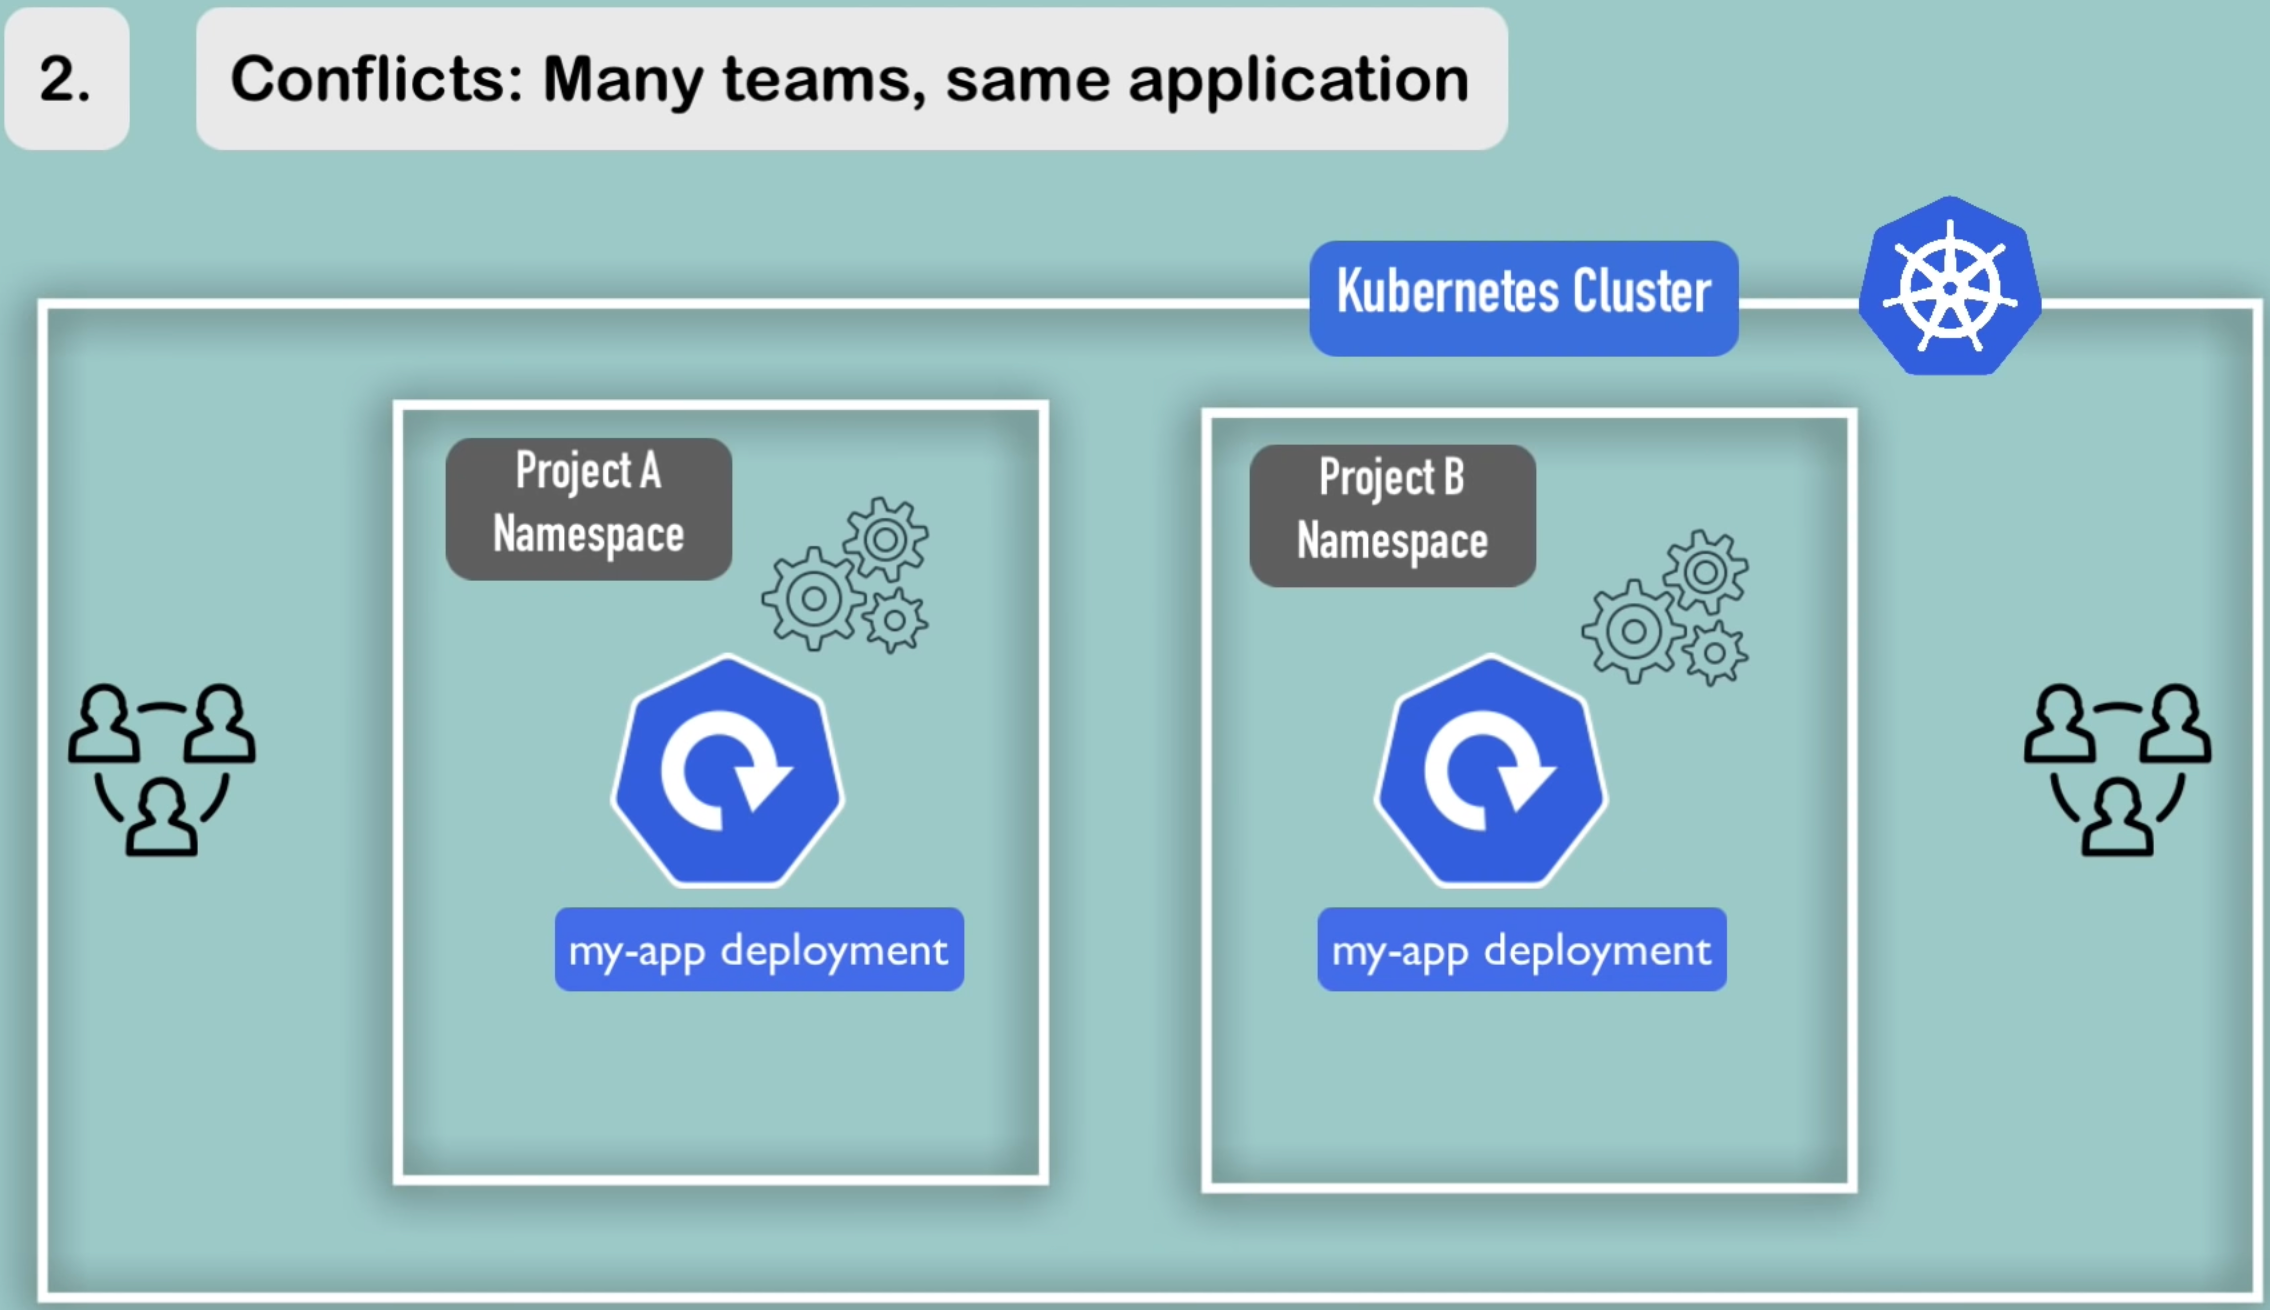 2.
Conflicts: Many teams, same application
Kubernetes Cluster
Project A
Namespace
my-app deployment
Project B
Namespace
my-app deployment